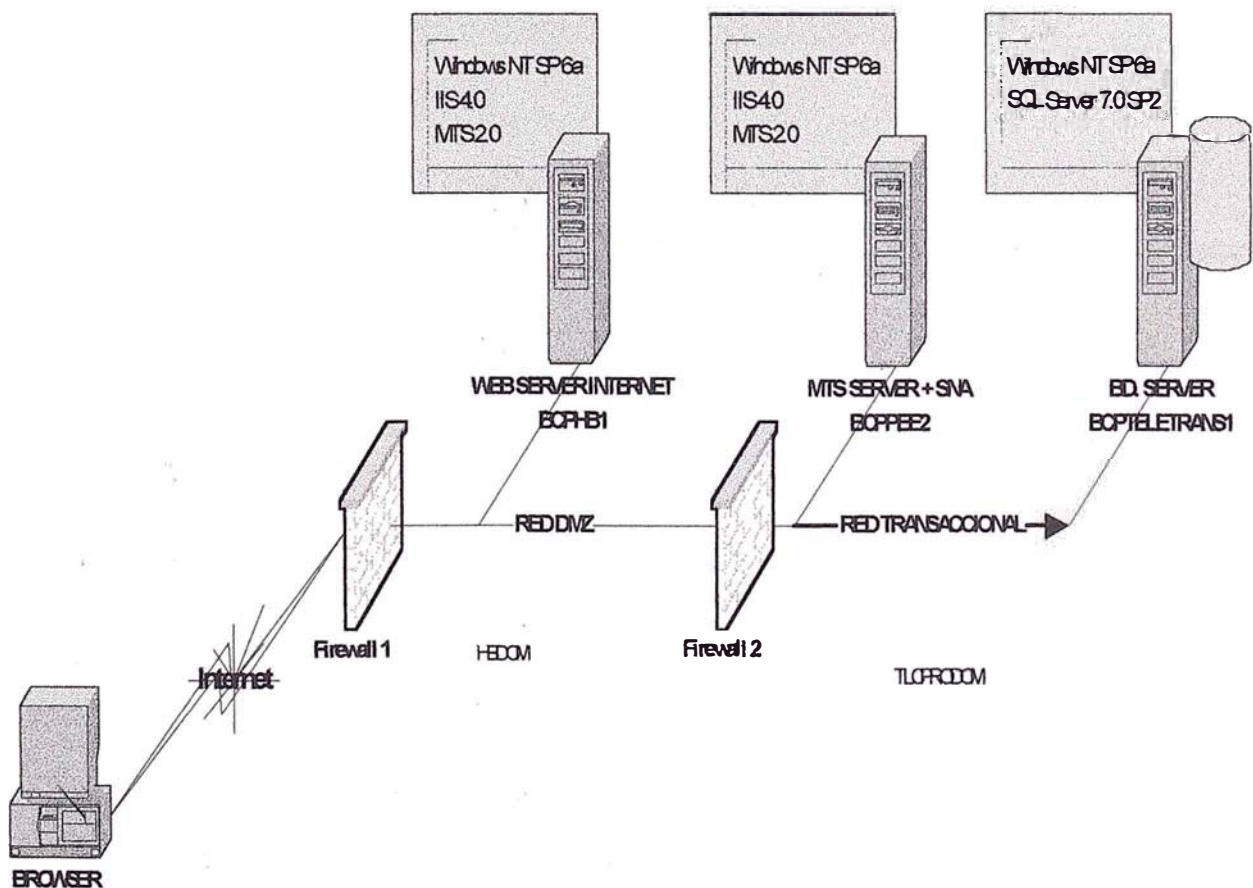 Windows NT SP6a
IIS4.0
MTS2.0
Windows NT SP6a
IIS4.0
MTS2.0
Windows NT SP6a
SQL Server 7.0 SP2
WEB SERVER INTERNET
BCPHB1
MTS SERVER + SNA
BCPPBE2
BD. SERVER
BCPTELETRANS1
RED DMZ
RED TRANSACCIONAL
Firewall 1
HBDOM
Firewall 2
TLCPRODOM
Internet
BROWSER